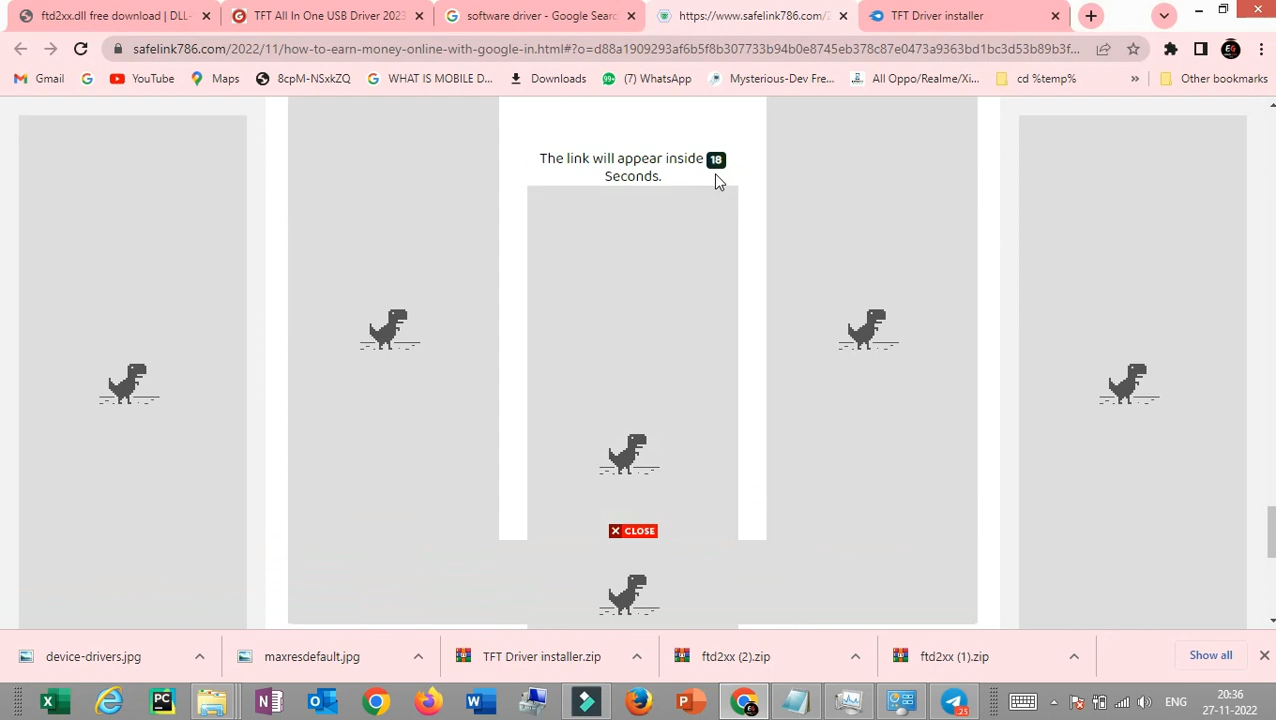 ftd2xx.dll free download | DLL-
TFT All In One USB Driver 2023
software driver - Google Searc
https://www.safelink786.com/2
TFT Driver installer
safelink786.com/2022/11/how-to-earn-money-online-with-google-in.html#?o=d88a1909293af6b5f8b307733b94b0e8745eb378c87e0473a9363bd1bc3d53b89b3f...
Gmail
YouTube
Maps
8cpM-NSxkZQ
WHAT IS MOBILE D...
Downloads
99+
(7) WhatsApp
Mysterious-Dev Fre...
All Oppo/Realme/Xi...
cd %temp%
»
Other bookmarks
The link will appear inside 18
Seconds.
CLOSE
device-drivers.jpg
maxresdefault.jpg
TFT Driver installer.zip
ftd2xx (2).zip
ftd2xx (1).zip
Show all
ENG
20:36
27-11-2022